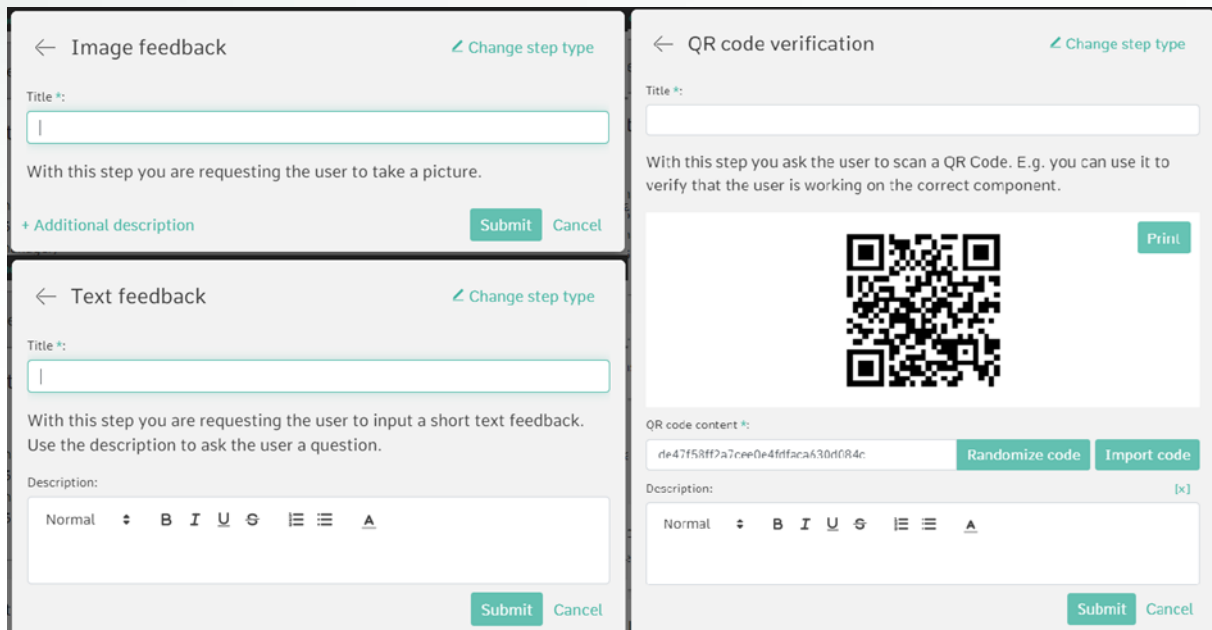 Image feedback
Change step type
Title *:
With this step you are requesting the user to take a picture.
+ Additional description
Submit
Cancel
Text feedback
Change step type
Title *:
With this step you are requesting the user to input a short text feedback.
Use the description to ask the user a question.
Description:
Normal B I U S A
Submit
Cancel
QR code verification
Change step type
Title *:
With this step you ask the user to scan a QR Code. E.g. you can use it to
verify that the user is working on the correct component.
Print
QR code content *:
de47f58ff2a7cee0e4fdfaca630d084c
Randomize code
Import code
Description:
[x]
Normal B I U S A
Submit
Cancel